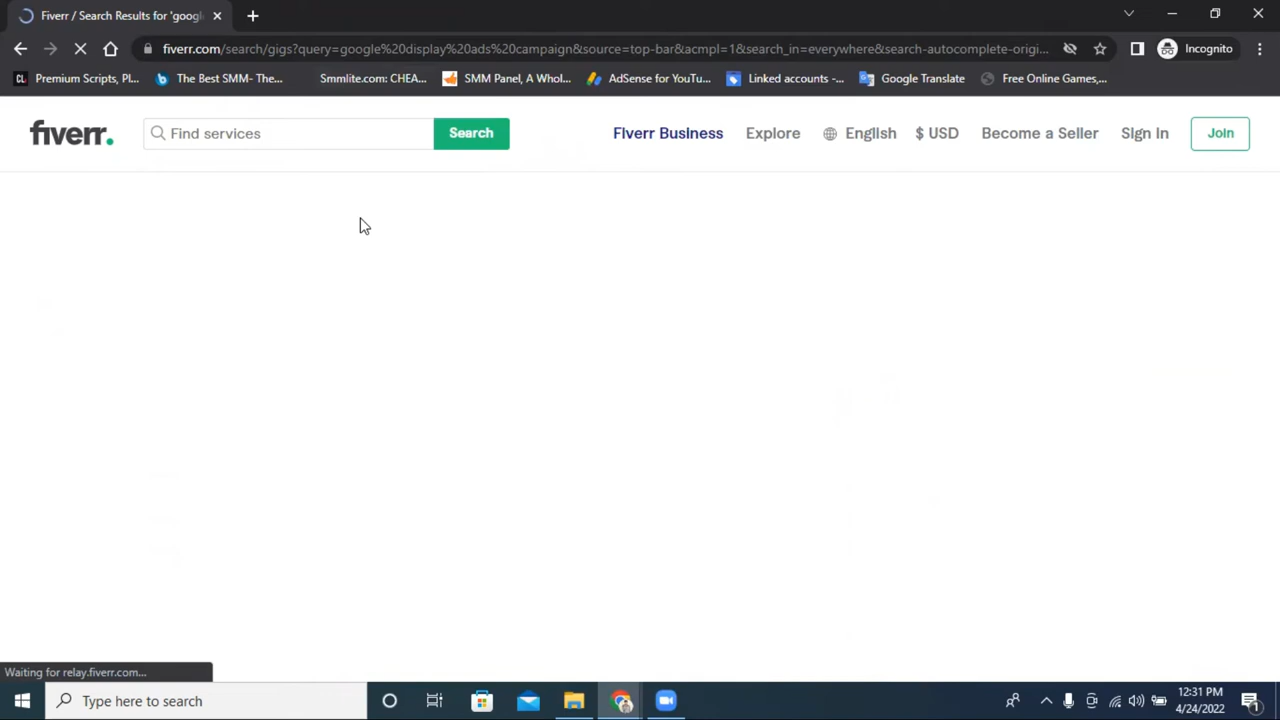 Fiverr / Search Results for 'googl
fiverr.com/search/gigs?query=google%20display%20ads%20campaign&source=top-bar&acmpl=1&search_in=everywhere&search-autocomplete-origi...
Incognito
Premium Scripts, Pl...
The Best SMM- The...
Smmlite.com: CHEA...
SMM Panel, A Whol...
AdSense for YouTu...
Linked accounts -...
Google Translate
Free Online Games,...
fiverr.
Find services
Search
Fiverr Business
Explore
English
$ USD
Become a Seller
Sign In
Join
Waiting for relay.fiverr.com...
Type here to search
12:31 PM
4/24/2022
1